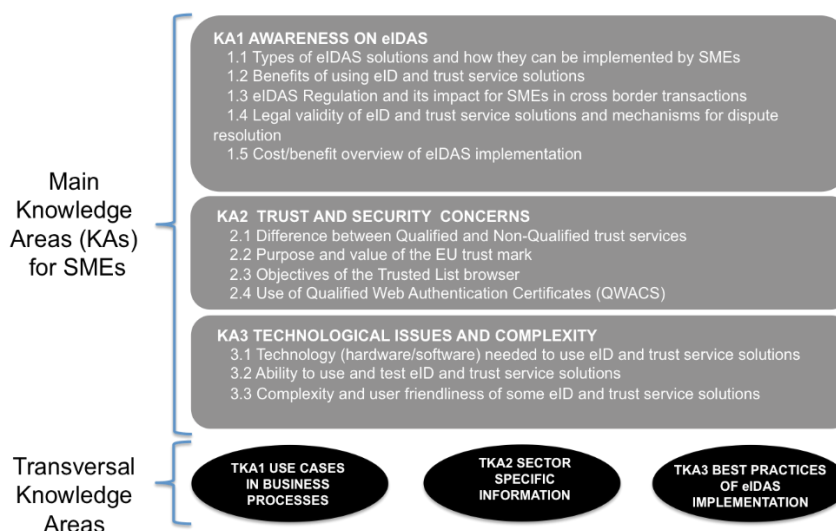 KA1 AWARENESS ON eIDAS
1.1 Types of eIDAS solutions and how they can be implemented by SMEs
1.2 Benefits of using eID and trust service solutions
1.3 eIDAS Regulation and its impact for SMEs in cross border transactions
1.4 Legal validity of eID and trust service solutions and mechanisms for dispute
resolution
1.5 Cost/benefit overview of eIDAS implementation
Main
Knowledge
Areas (KAs)
for SMEs
KA2 TRUST AND SECURITY CONCERNS
2.1 Difference between Qualified and Non-Qualified trust services
2.2 Purpose and value of the EU trust mark
2.3 Objectives of the Trusted List browser
2.4 Use of Qualified Web Authentication Certificates (QWACS)
KA3 TECHNOLOGICAL ISSUES AND COMPLEXITY
3.1 Technology (hardware/software) needed to use eID and trust service solutions
3.2 Ability to use and test eID and trust service solutions
3.3 Complexity and user friendliness of some eID and trust service solutions
Transversal
Knowledge
Areas
TKA1 USE CASES
IN BUSINESS
PROCESSES
TKA2 SECTOR
SPECIFIC
INFORMATION
TKA3 BEST PRACTICES
OF eIDAS
IMPLEMENTATION